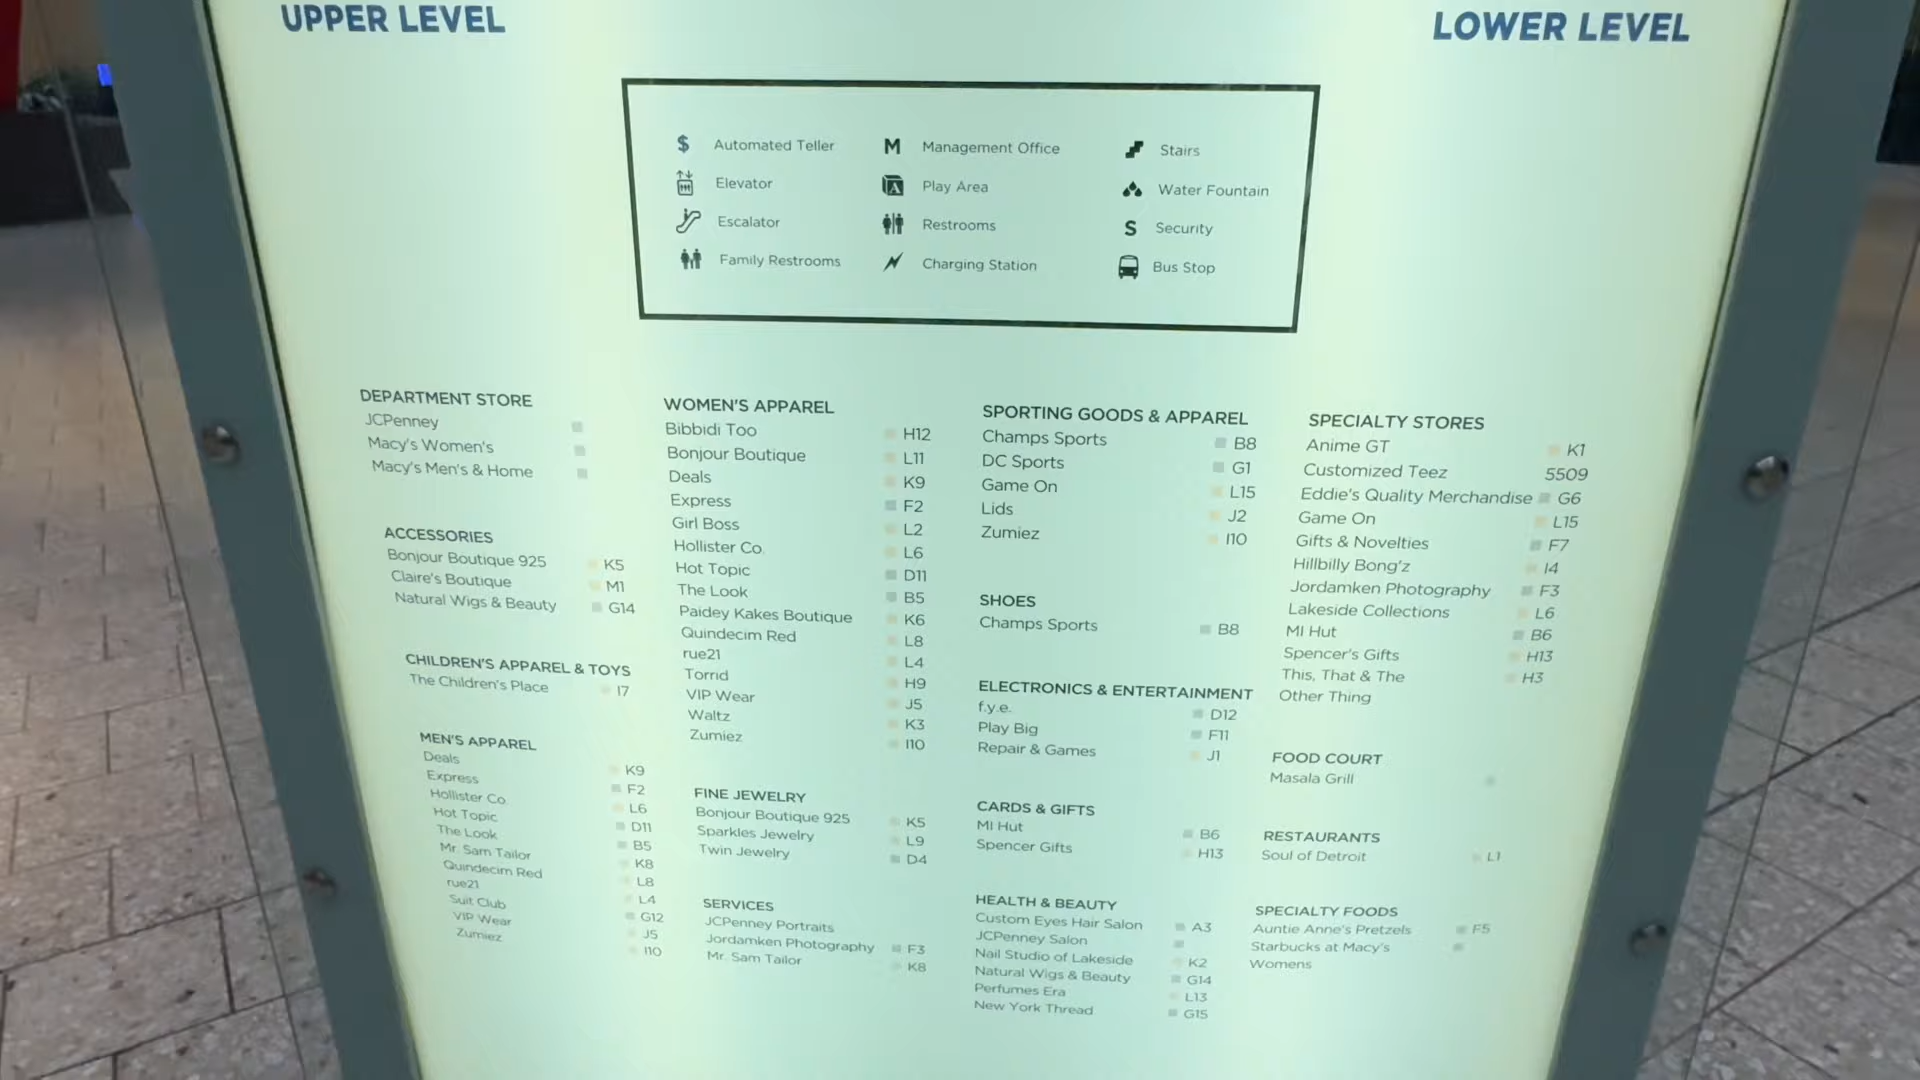 UPPER LEVEL
LOWER LEVEL
$ Automated Teller
Elevator
Escalator
Family Restrooms
M Management Office
Play Area
Restrooms
Charging Station
Stairs
Water Fountain
S Security
Bus Stop
DEPARTMENT STORE
JCPenney
Macy's Women's
Macy's Men's & Home
ACCESSORIES
Bonjour Boutique 925 K5
Claire's Boutique M1
Natural Wigs & Beauty G14
CHILDREN'S APPAREL & TOYS
The Children's Place I7
MEN'S APPAREL
Deals K9
Express F2
Hollister Co. L6
Hot Topic D11
The Look B5
Mr. Sam Tailor K8
Quindecim Red L8
rue21 L4
Suit Club G12
VIP Wear J5
Zumiez I10
WOMEN'S APPAREL
Bibbidi Too H12
Bonjour Boutique L11
Deals K9
Express F2
Girl Boss L2
Hollister Co. L6
Hot Topic D11
The Look B5
Paidey Kakes Boutique K6
Quindecim Red L8
rue21 L4
Torrid H9
VIP Wear J5
Waltz K3
Zumiez I10
FINE JEWELRY
Bonjour Boutique 925 K5
Sparkles Jewelry L9
Twin Jewelry D4
SERVICES
JCPenney Portraits
Jordamken Photography F3
Mr. Sam Tailor K8
SPORTING GOODS & APPAREL
Champs Sports B8
DC Sports G1
Game On L15
Lids J2
Zumiez I10
SHOES
Champs Sports B8
ELECTRONICS & ENTERTAINMENT
f.y.e. D12
Play Big F11
Repair & Games J1
CARDS & GIFTS
MI Hut B6
Spencer Gifts H13
HEALTH & BEAUTY
Custom Eyes Hair Salon A3
JCPenney Salon
Nail Studio of Lakeside K2
Natural Wigs & Beauty G14
Perfumes Era L13
New York Thread G15
SPECIALTY STORES
Anime GT K1
Customized Teez 5509
Eddie's Quality Merchandise G6
Game On L15
Gifts & Novelties F7
Hillbilly Bong'z I4
Jordamken Photography F3
Lakeside Collections L6
MI Hut B6
Spencer's Gifts H13
This, That & The H3
Other Thing
FOOD COURT
Masala Grill
RESTAURANTS
Soul of Detroit L1
SPECIALTY FOODS
Auntie Anne's Pretzels F5
Starbucks at Macy's
Womens